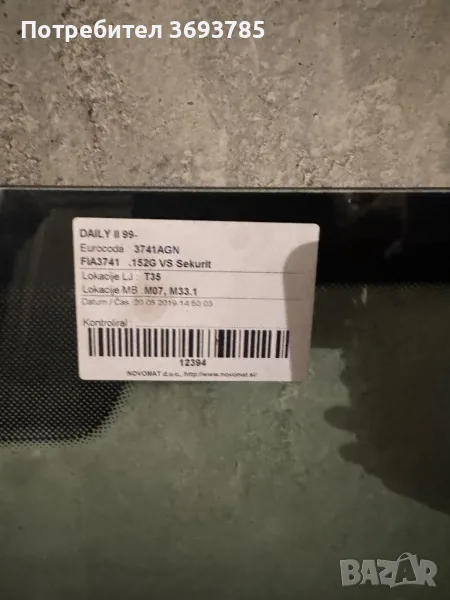 Потребител 3693785
DAILY II 99-
Eurocoda : 3741AGN
FIA3741 .152G VS Sekurit
Lokacije LJ : T35
Lokacije MB : M07, M33.1
Datum / Čas: 20.05.2019 14:50:03
Kontroliral :
12394
NOVOMAT d.o.o., http://www.novomat.si/
BAZAR